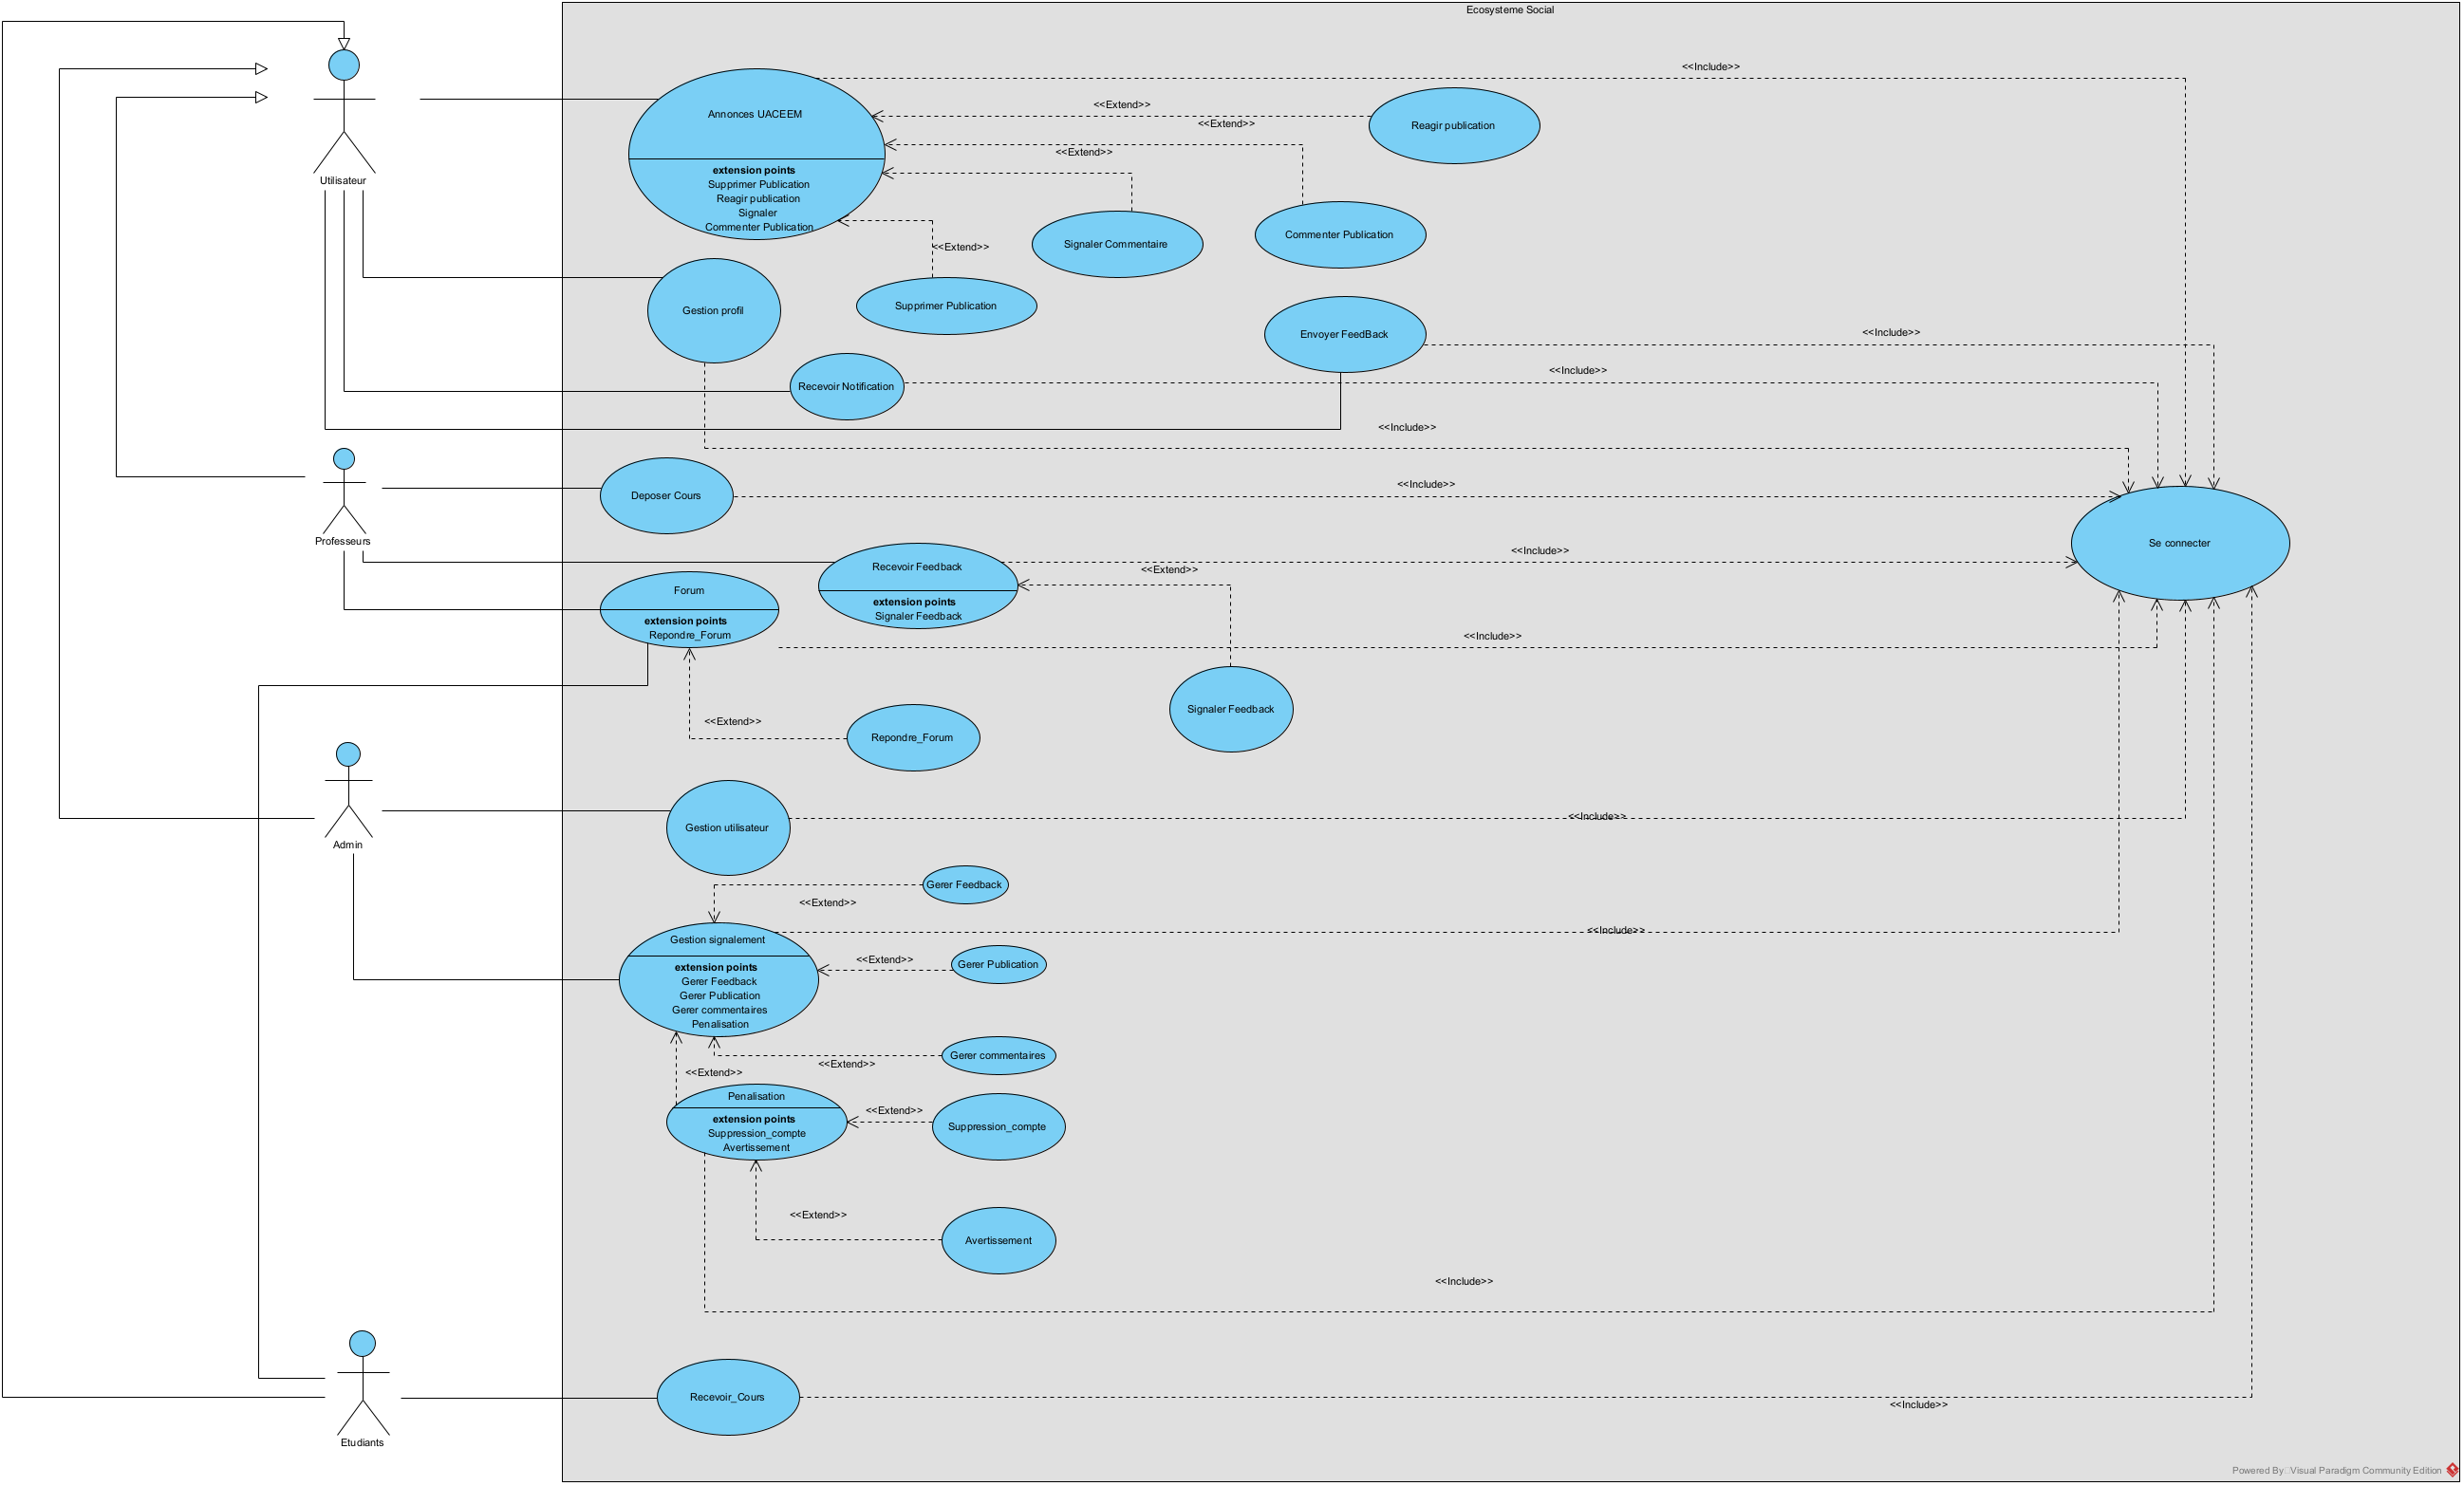 Ecosysteme Social
<<Include>>
<<Extend>>
Annonces UACEEM
Reagir publication
<<Extend>>
<<Extend>>
extension points
Supprimer Publication
Reagir publication
Signaler
Commenter Publication
Utilisateur
Commenter Publication
Signaler Commentaire
<<Extend>>
Supprimer Publication
Gestion profil
Envoyer FeedBack
<<Include>>
<<Include>>
Recevoir Notification
<<Include>>
<<Include>>
Deposer Cours
Professeurs
Se connecter
<<Include>>
Recevoir Feedback
<<Extend>>
extension points
Signaler Feedback
Forum
extension points
Repondre_Forum
<<Include>>
Signaler Feedback
<<Extend>>
Repondre_Forum
<<Include>>
Gestion utilisateur
Admin
Gerer Feedback
<<Extend>>
<<Include>>
Gestion signalement
<<Extend>>
Gerer Publication
extension points
Gerer Feedback
Gerer Publication
Gerer commentaires
Penalisation
Gerer commentaires
<<Extend>>
<<Extend>>
Penalisation
<<Extend>>
extension points
Suppression_compte
Avertissement
Suppression_compte
<<Extend>>
Avertissement
<<Include>>
Recevoir_Cours
<<Include>>
Etudiants
Powered By Visual Paradigm Community Edition